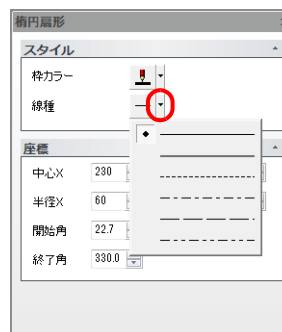 楕円扇形
スタイル
枠カラー
線種
座標
中心X 230
半径X 60
開始角 22.7
終了角 330.0